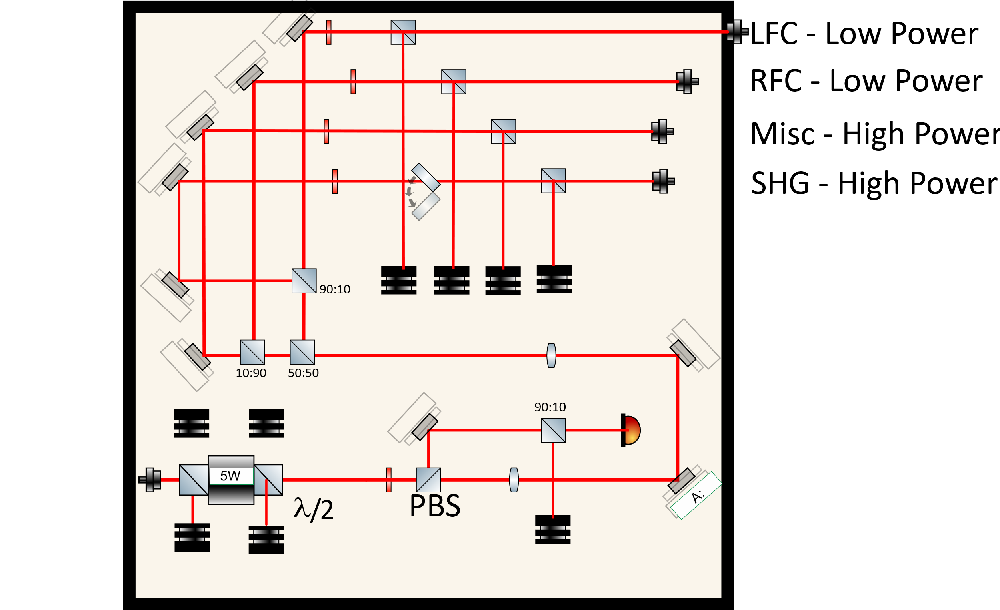 LFC - Low Power
RFC - Low Power
Misc - High Power
SHG - High Power
90:10
10:90
50:50
90:10
5W
λ/2
PBS
A: